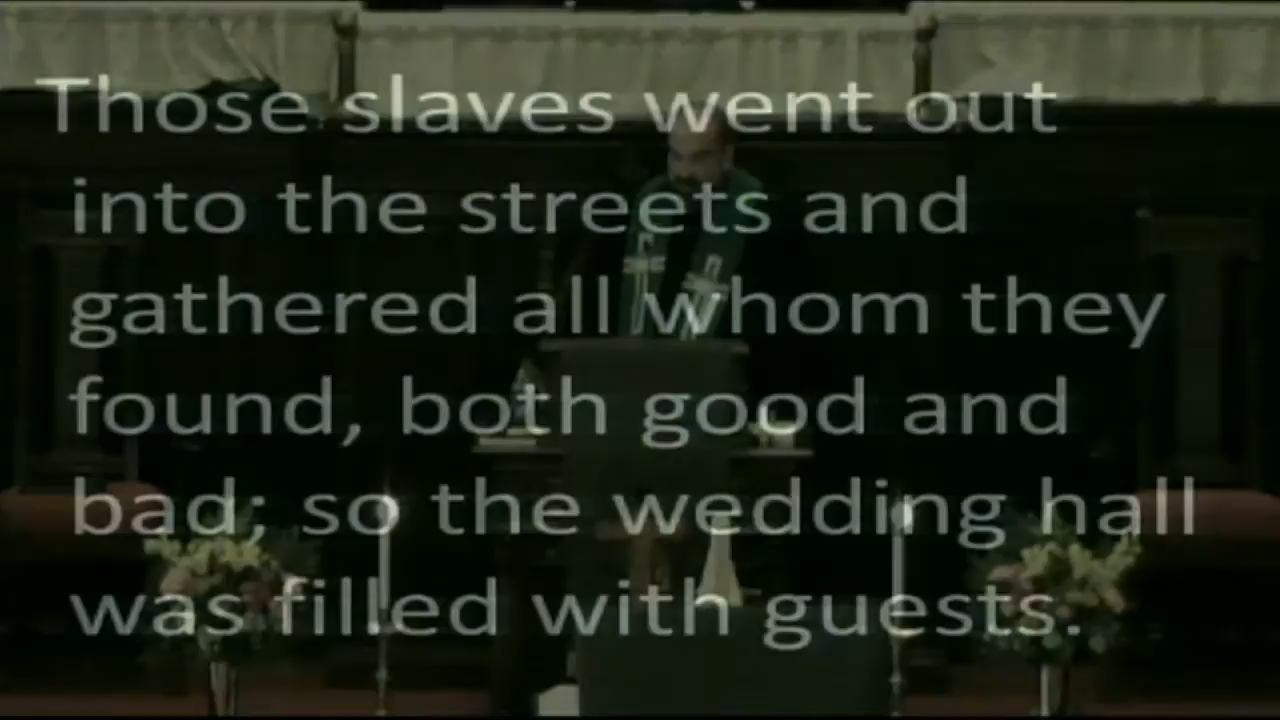 Those slaves went out
into the streets and
gathered all whom they
found, both good and
bad; so the wedding hall
was filled with guests.